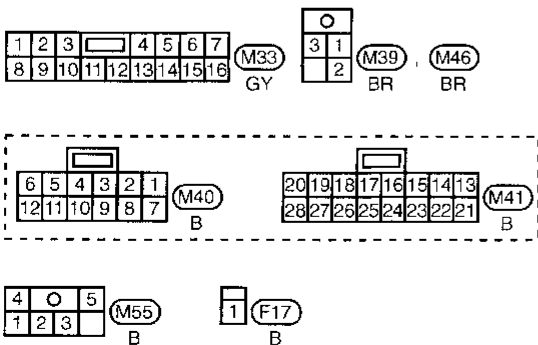 1 2 3 4 5 6 7
8 9 10 11 12 13 14 15 16
M33
GY
3 1
2
M39 , M46
BR BR
6 5 4 3 2 1
12 11 10 9 8 7
M40
B
20 19 18 17 16 15 14 13
28 27 26 25 24 23 22 21
M41
B
4 5
1 2 3
M55
B
1
F17
B